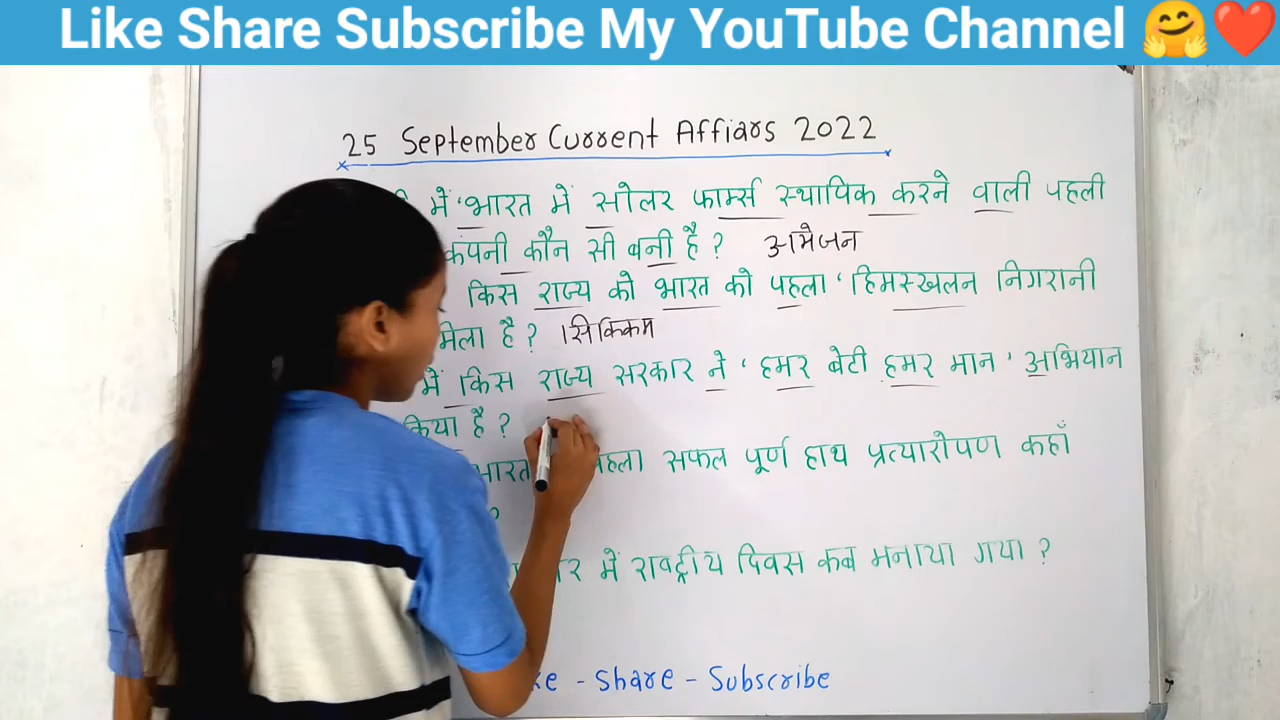 Like Share Subscribe My YouTube Channel 🤗❤️
25 September Current Affiars 2022
में 'भारत में सोलर फार्म्स स्थापिक करने वाली पहली
कंपनी कौन सी बनी है ? अमेजन
किस राज्य को भारत को पहला 'हिमस्खलन निगरानी
मिला है ? सिक्किम
में किस राज्य सरकार ने 'हमर बेटी हमर मान' अभियान
किया है ?
भारत पहला सफल पूर्ण हाथ प्रत्यारोपण कहाँ
?
में राष्ट्रीय दिवस कब मनाया गया ?
- Share - Subscribe